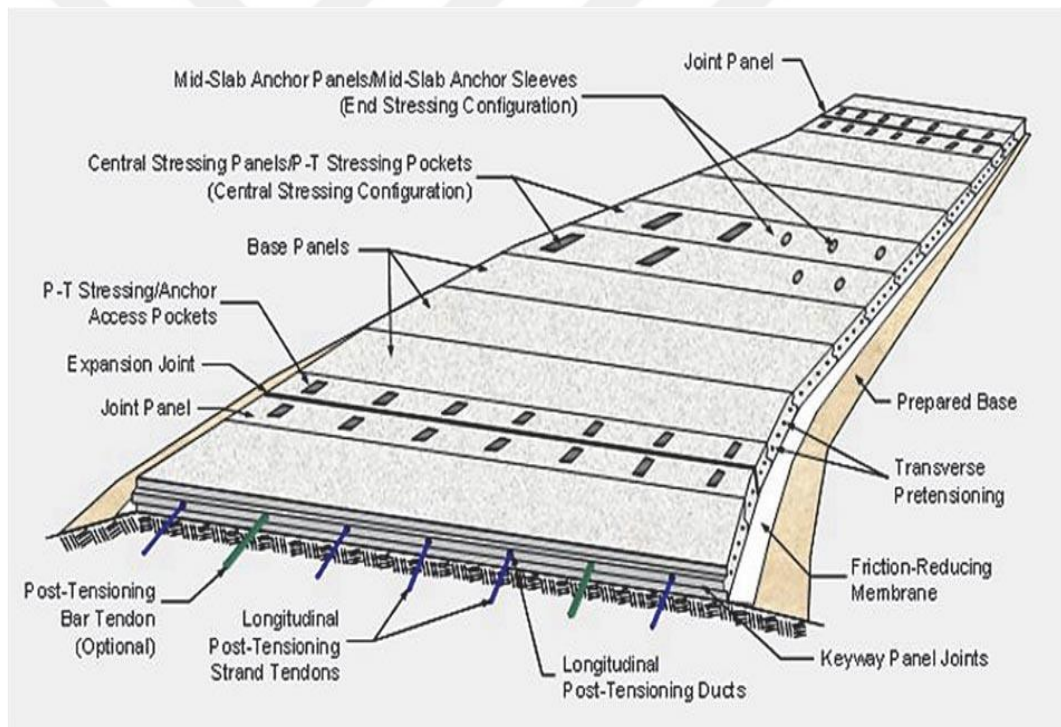 Joint Panel
Mid-Slab Anchor Panels/Mid-Slab Anchor Sleeves
(End Stressing Configuration)
Central Stressing Panels/P-T Stressing Pockets
(Central Stressing Configuration)
Base Panels
P-T Stressing/Anchor
Access Pockets
Expansion Joint
Joint Panel
Prepared Base
Transverse
Pretensioning
Friction-Reducing
Membrane
Keyway Panel Joints
Post-Tensioning
Bar Tendon
(Optional)
Longitudinal
Post-Tensioning
Strand Tendons
Longitudinal
Post-Tensioning Ducts